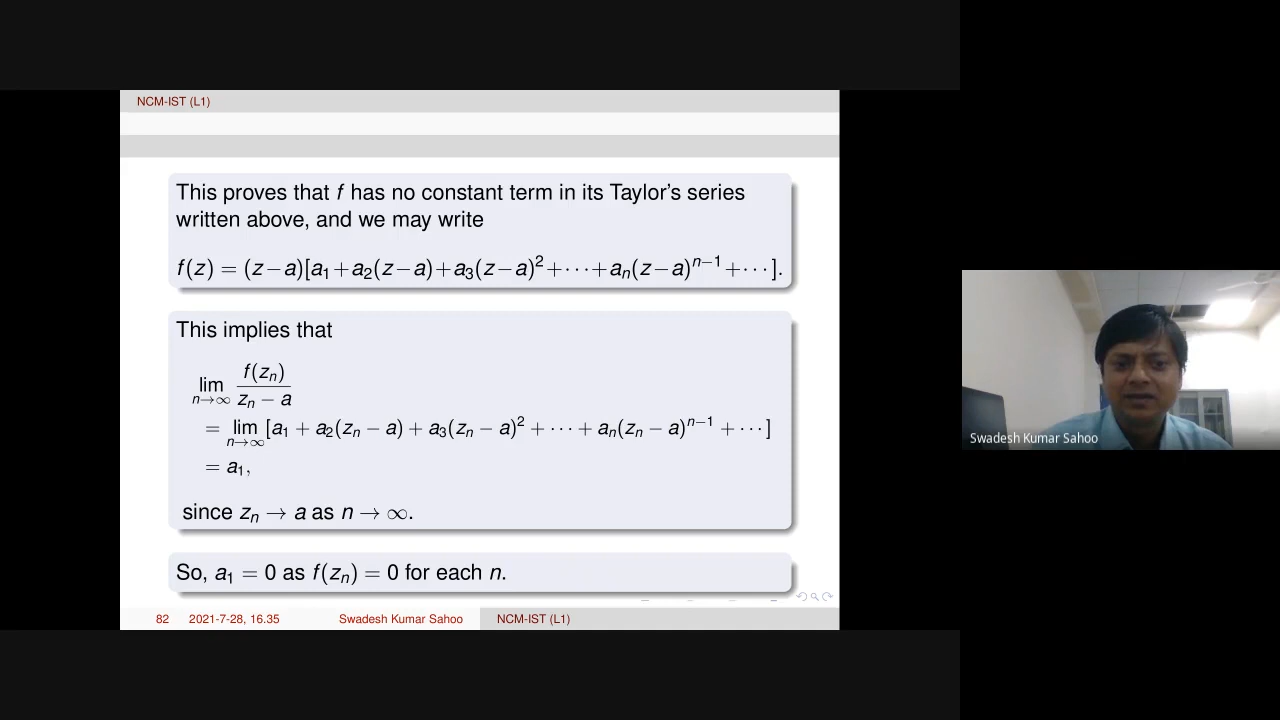 NCM-IST (L1)
This proves that f has no constant term in its Taylor's series
written above, and we may write
f(z) = (z−a)[a₁+a₂(z−a)+a₃(z−a)²+···+aₙ(z−a)ⁿ⁻¹+···].
This implies that
lim n→∞ f(zₙ)/(zₙ − a)
= lim n→∞ [a₁ + a₂(zₙ − a) + a₃(zₙ − a)² + ··· + aₙ(zₙ − a)ⁿ⁻¹ + ···]
= a₁,
since zₙ → a as n → ∞.
So, a₁ = 0 as f(zₙ) = 0 for each n.
82 2021-7-28, 16.35 Swadesh Kumar Sahoo NCM-IST (L1)
Swadesh Kumar Sahoo